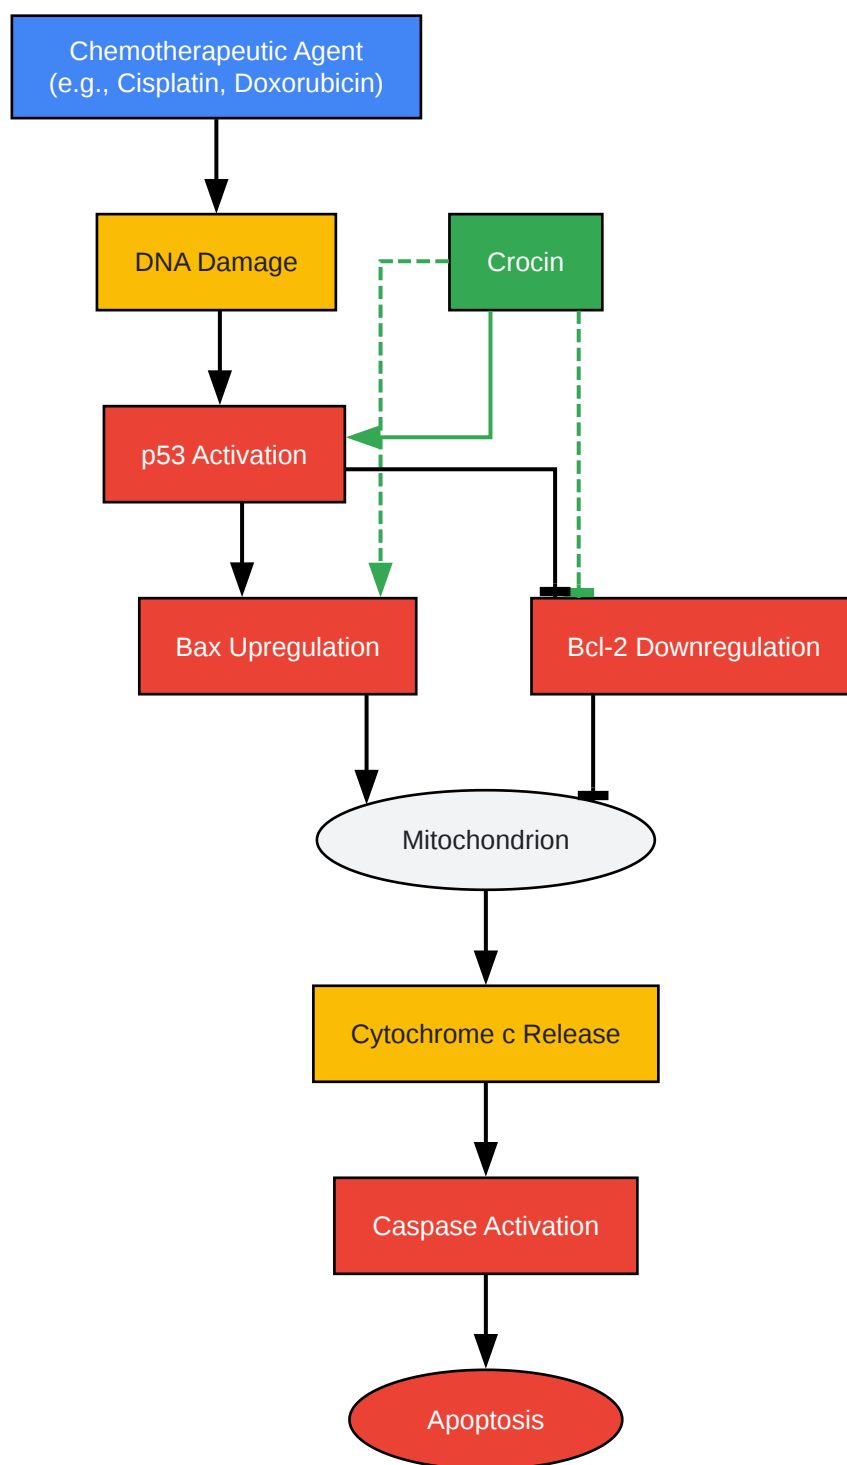 Chemotherapeutic Agent
(e.g., Cisplatin, Doxorubicin)
DNA Damage
Crocin
p53 Activation
Bax Upregulation
Bcl-2 Downregulation
Mitochondrion
Cytochrome c Release
Caspase Activation
Apoptosis